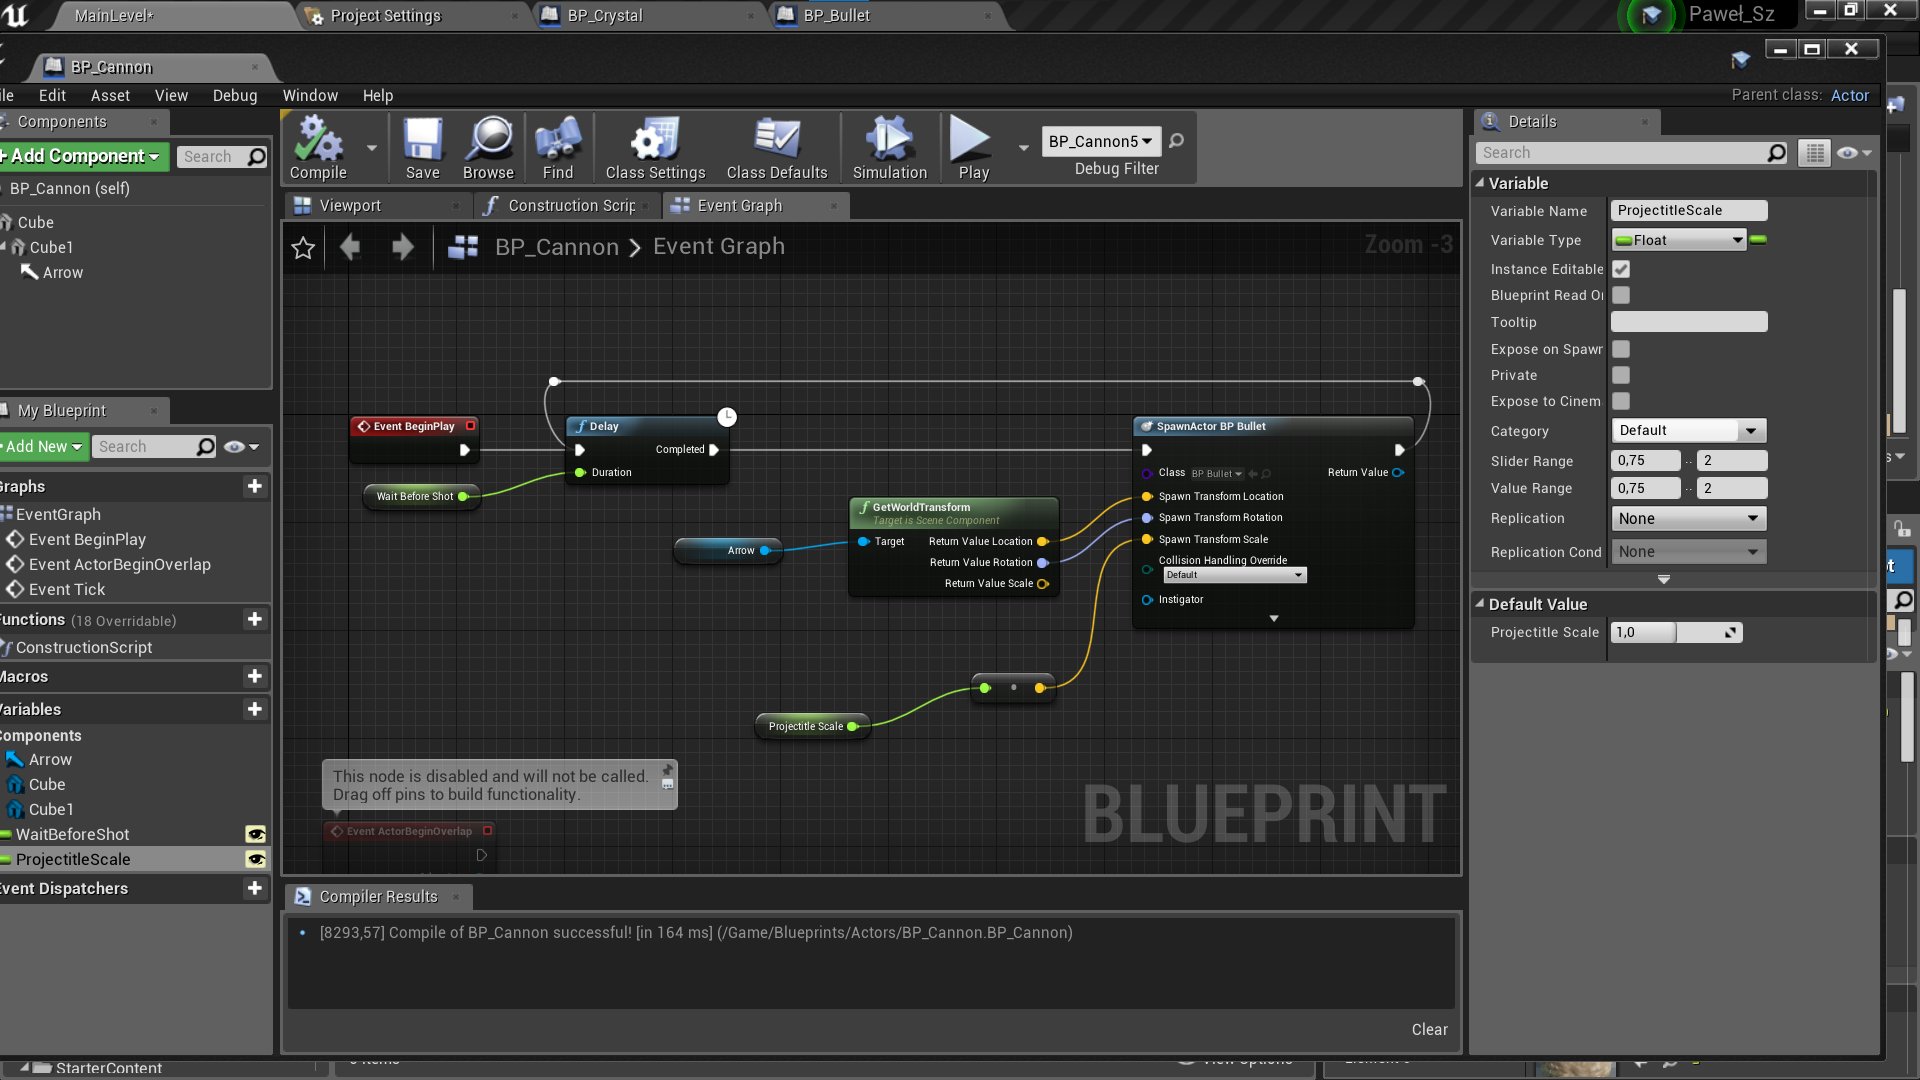 MainLevel*
Project Settings
BP_Crystal
BP_Bullet
Paweł_Sz
BP_Cannon
Edit
Asset
View
Debug
Window
Help
Parent class: Actor
Components
Add Component
Search
BP_Cannon (self)
Cube
Cube1
Arrow
My Blueprint
Add New
Search
Graphs
EventGraph
Event BeginPlay
Event ActorBeginOverlap
Event Tick
Functions (18 Overridable)
ConstructionScript
Macros
Variables
Components
Arrow
Cube
Cube1
WaitBeforeShot
ProjectitleScale
Event Dispatchers
StarterContent
Compile
Save
Browse
Find
Class Settings
Class Defaults
Simulation
Play
BP_Cannon5
Debug Filter
Viewport
Construction Scrip
Event Graph
BP_Cannon > Event Graph
Zoom -3
Event BeginPlay
Wait Before Shot
Delay
Completed
Duration
Arrow
GetWorldTransform
Target is Scene Component
Target
Return Value Location
Return Value Rotation
Return Value Scale
SpawnActor BP Bullet
Class BP Bullet
Return Value
Spawn Transform Location
Spawn Transform Rotation
Spawn Transform Scale
Collision Handling Override
Default
Instigator
Projectitle Scale
This node is disabled and will not be called.
Drag off pins to build functionality.
Event ActorBeginOverlap
BLUEPRINT
Compiler Results
[8293,57] Compile of BP_Cannon successful! [in 164 ms] (/Game/Blueprints/Actors/BP_Cannon.BP_Cannon)
Clear
Details
Search
Variable
Variable Name ProjectitleScale
Variable Type Float
Instance Editable
Blueprint Read Or
Tooltip
Expose on Spawn
Private
Expose to Cinem
Category Default
Slider Range 0,75 .. 2
Value Range 0,75 .. 2
Replication None
Replication Cond None
Default Value
Projectitle Scale 1,0